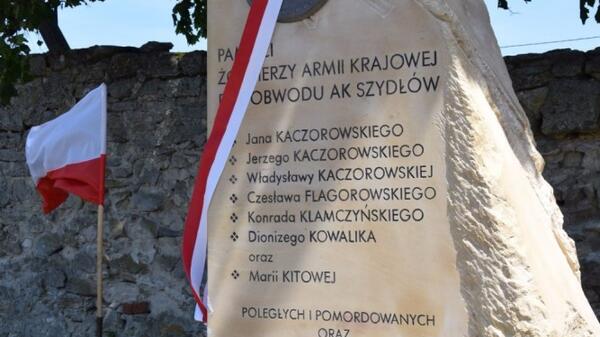 ŻOŁNIERZY ARMII KRAJOWEJ
OBWODU AK SZYDŁÓW
Jana KACZOROWSKIEGO
Jerzego KACZOROWSKIEGO
Władysławy KACZOROWSKIEJ
Czesława FLAGOROWSKIEGO
Konrada KLAMCZYŃSKIEGO
Dionizego KOWALIKA
oraz
Marii KITOWEJ
POLEGŁYCH I POMORDOWANYCH
ORAZ